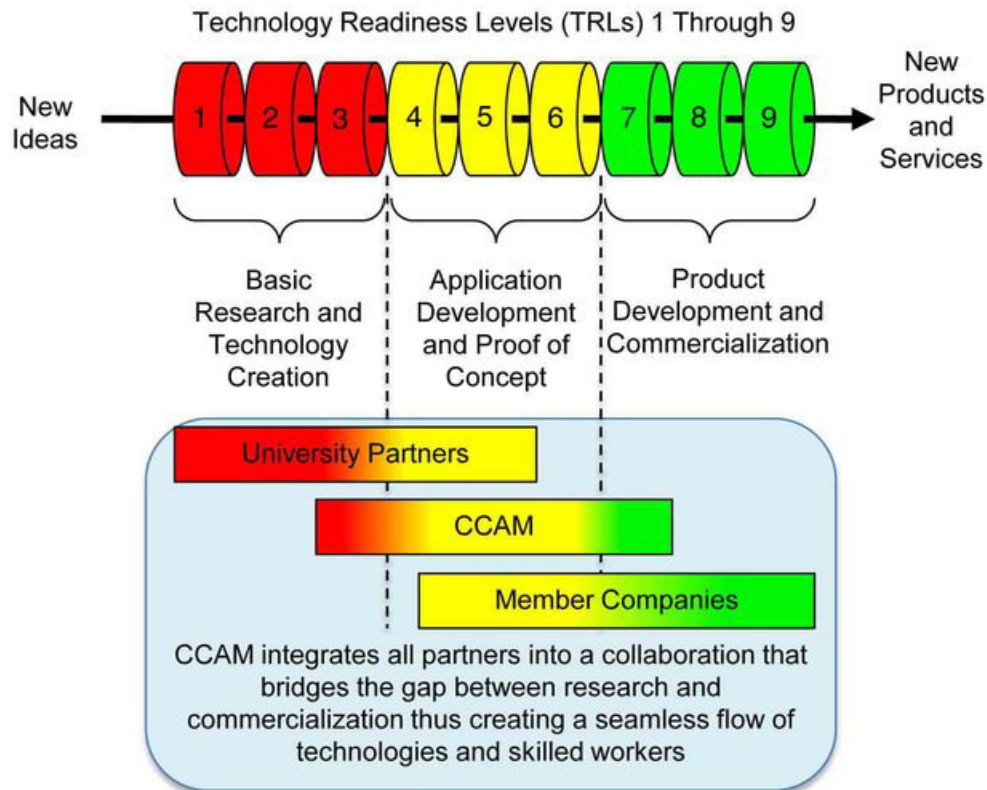 Technology Readiness Levels (TRLs) 1 Through 9
New
Ideas
1 2 3 4 5 6 7 8 9
New
Products
and
Services
Basic
Research and
Technology
Creation
Application
Development
and Proof of
Concept
Product
Development and
Commercialization
University Partners
CCAM
Member Companies
CCAM integrates all partners into a collaboration that
bridges the gap between research and
commercialization thus creating a seamless flow of
technologies and skilled workers